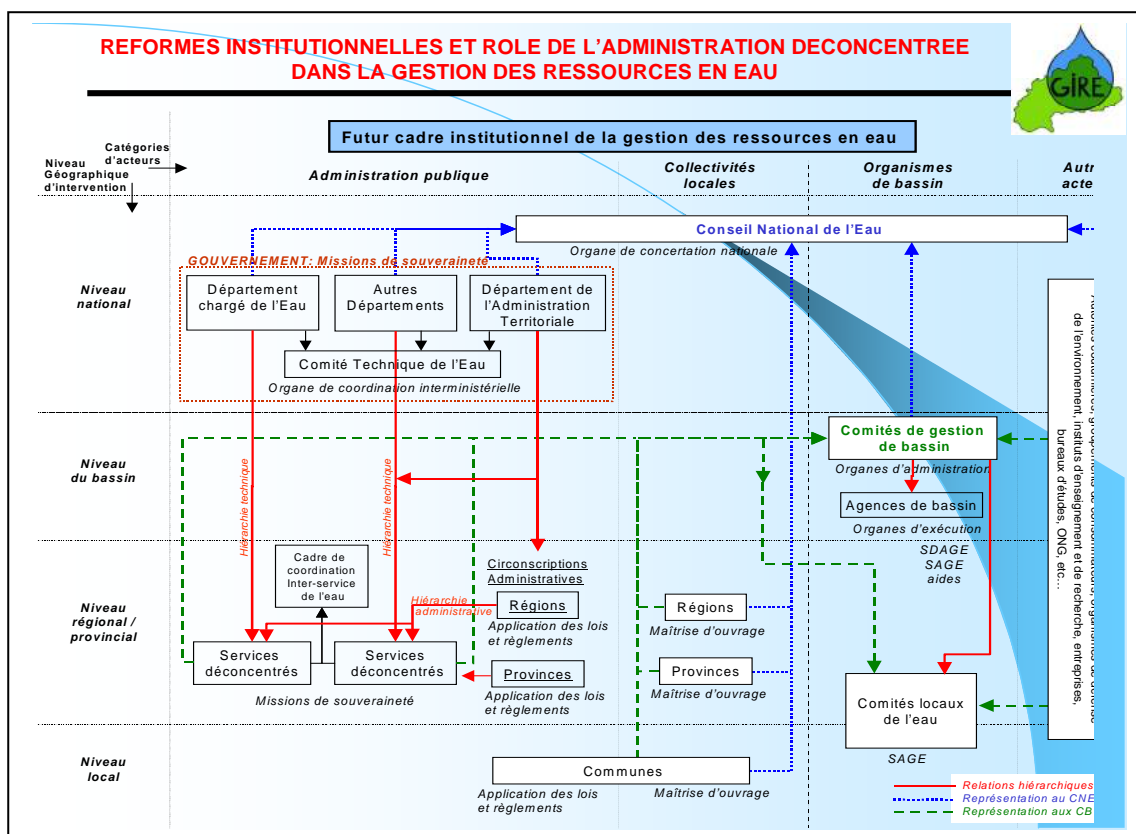 REFORMES INSTITUTIONNELLES ET ROLE DE L'ADMINISTRATION DECONCENTREE
DANS LA GESTION DES RESSOURCES EN EAU
GIRE
Futur cadre institutionnel de la gestion des ressources en eau
Catégories
d'acteurs
Niveau
Géographique
d'intervention
Administration publique
Collectivités
locales
Organismes
de bassin
Autr
acte
Conseil National de l'Eau
Organe de concertation nationale
GOUVERNEMENT: Missions de souveraineté
Niveau
national
Département
chargé de l'Eau
Autres
Départements
Département de
l'Administration
Territoriale
Comité Technique de l'Eau
Organe de coordination interministérielle
de l'environnement, instituts d'enseignement et de recherche, entreprises,
bureaux d'études, ONG, etc...
Niveau
du bassin
Hiérarchie technique
Hiérarchie technique
Comités de gestion
de bassin
Organes d'administration
Agences de bassin
Organes d'exécution
SDAGE
SAGE
aides
Niveau
régional /
provincial
Cadre de
coordination
Inter-service
de l'eau
Circonscriptions
Administratives
Hiérarchie
administrative
Régions
Application des lois
et règlements
Régions
Maîtrise d'ouvrage
Services
déconcentrés
Services
déconcentrés
Missions de souveraineté
Provinces
Application des lois
et règlements
Provinces
Maîtrise d'ouvrage
Comités locaux
de l'eau
SAGE
Niveau
local
Communes
Application des lois
et règlements
Maîtrise d'ouvrage
Relations hiérarchiques
Représentation au CNE
Représentation aux CB